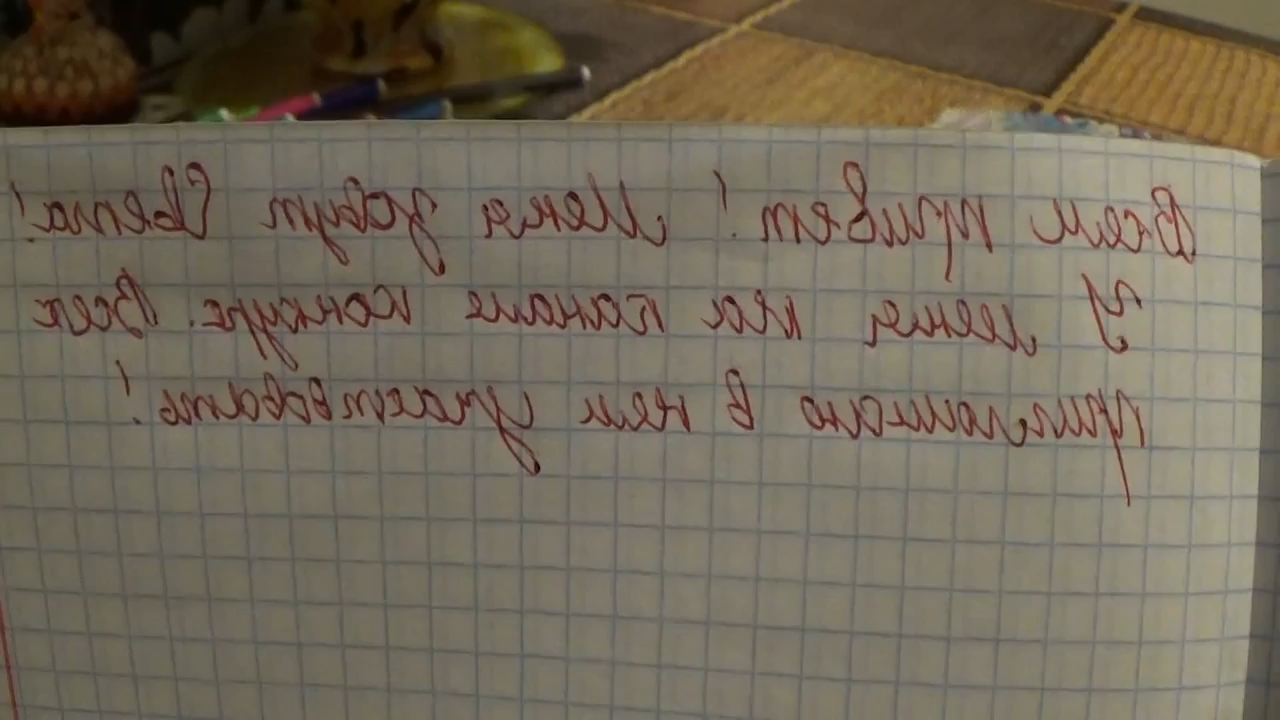 Всем привет! Меня зовут Света!
У меня на канале конкурс. Всех
приглашаю в нем участвовать!